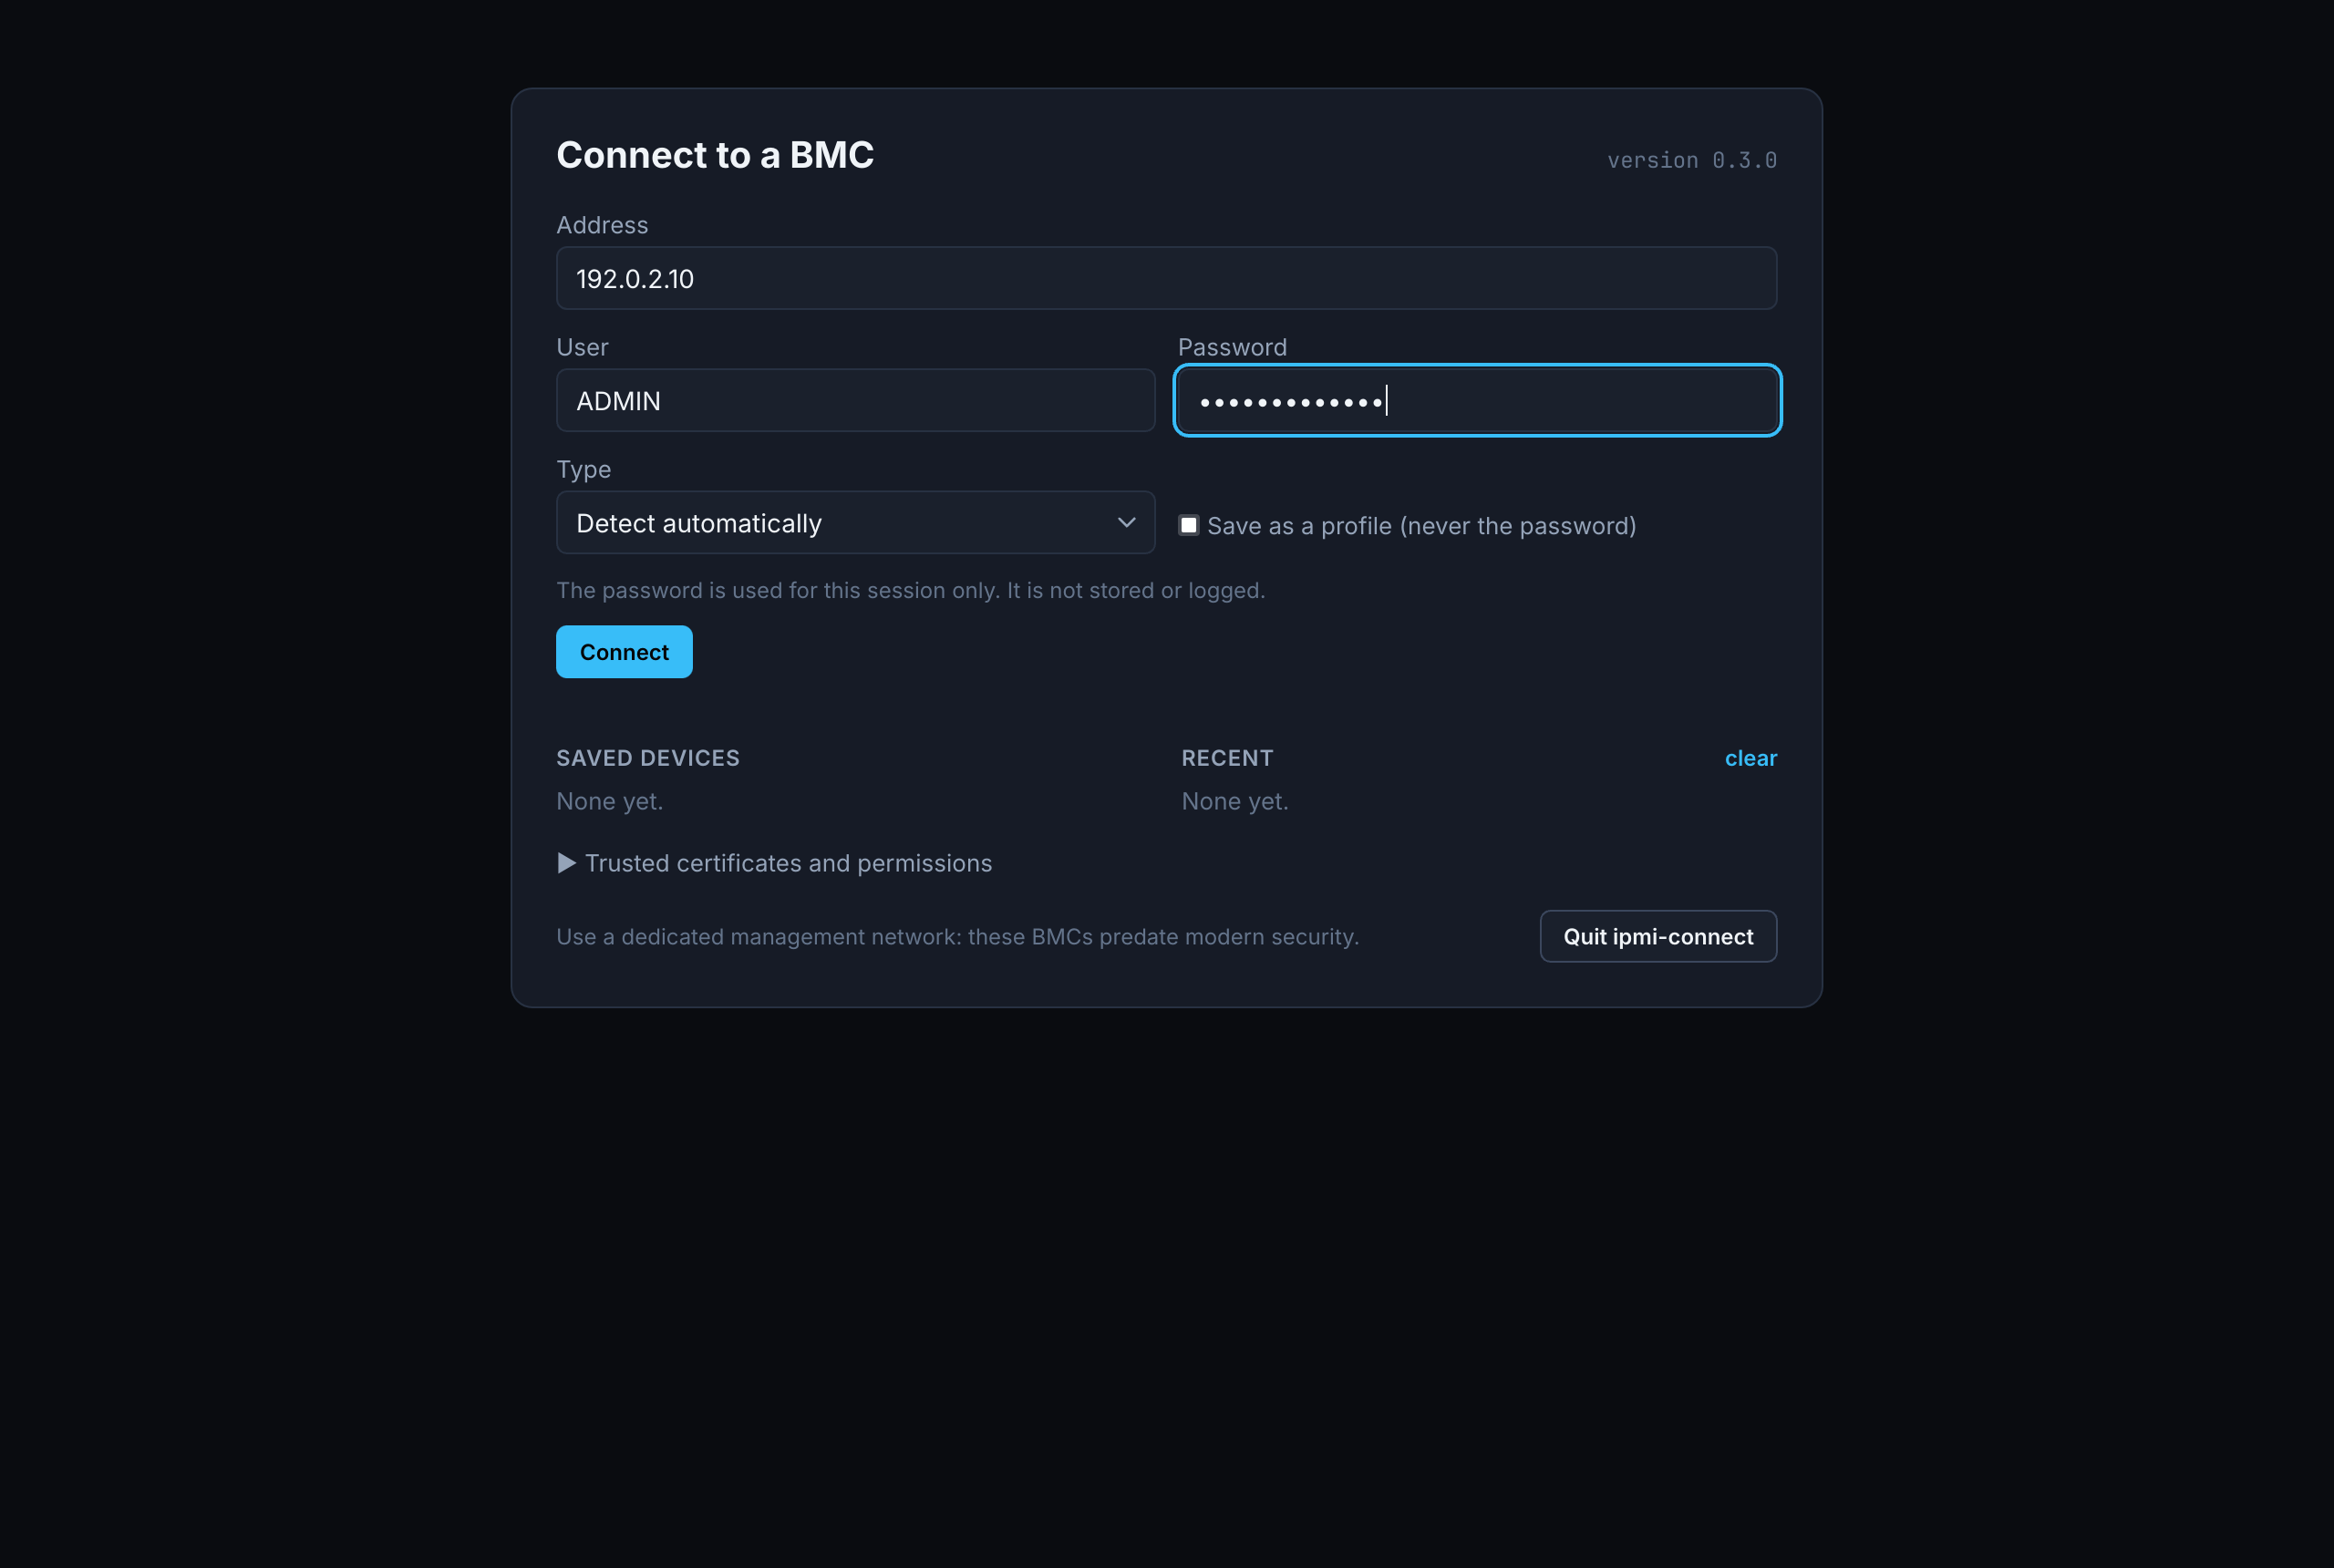 Connect to a BMC
version 0.3.0
Address
192.0.2.10
User
Password
ADMIN
•••••••••••••
Type
Detect automatically
Save as a profile (never the password)
The password is used for this session only. It is not stored or logged.
Connect
SAVED DEVICES
RECENT
clear
None yet.
None yet.
Trusted certificates and permissions
Use a dedicated management network: these BMCs predate modern security.
Quit ipmi-connect